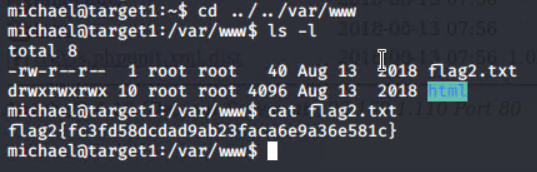 michael@target1:~$ cd ../../var/www
michael@target1:/var/www$ ls -l
total 8
-rw-r--r--  1 root root   40 Aug 13  2018 flag2.txt
drwxrwxrwx 10 root root 4096 Aug 13  2018 html
michael@target1:/var/www$ cat flag2.txt
flag2{fc3fd58dcdad9ab23faca6e9a36e581c}
michael@target1:/var/www$